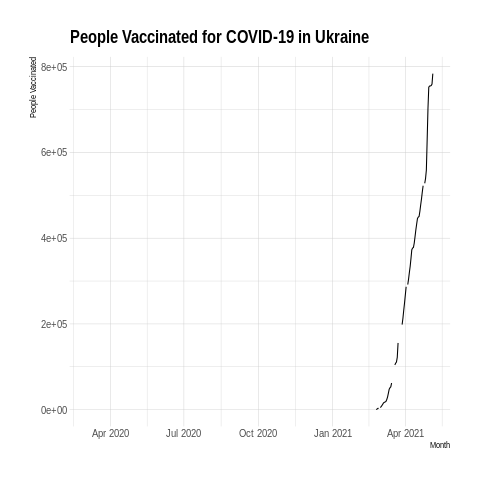 People Vaccinated for COVID-19 in Ukraine
People Vaccinated
8e+05
6e+05
4e+05
2e+05
0e+00
Apr 2020 Jul 2020 Oct 2020 Jan 2021 Apr 2021
Month